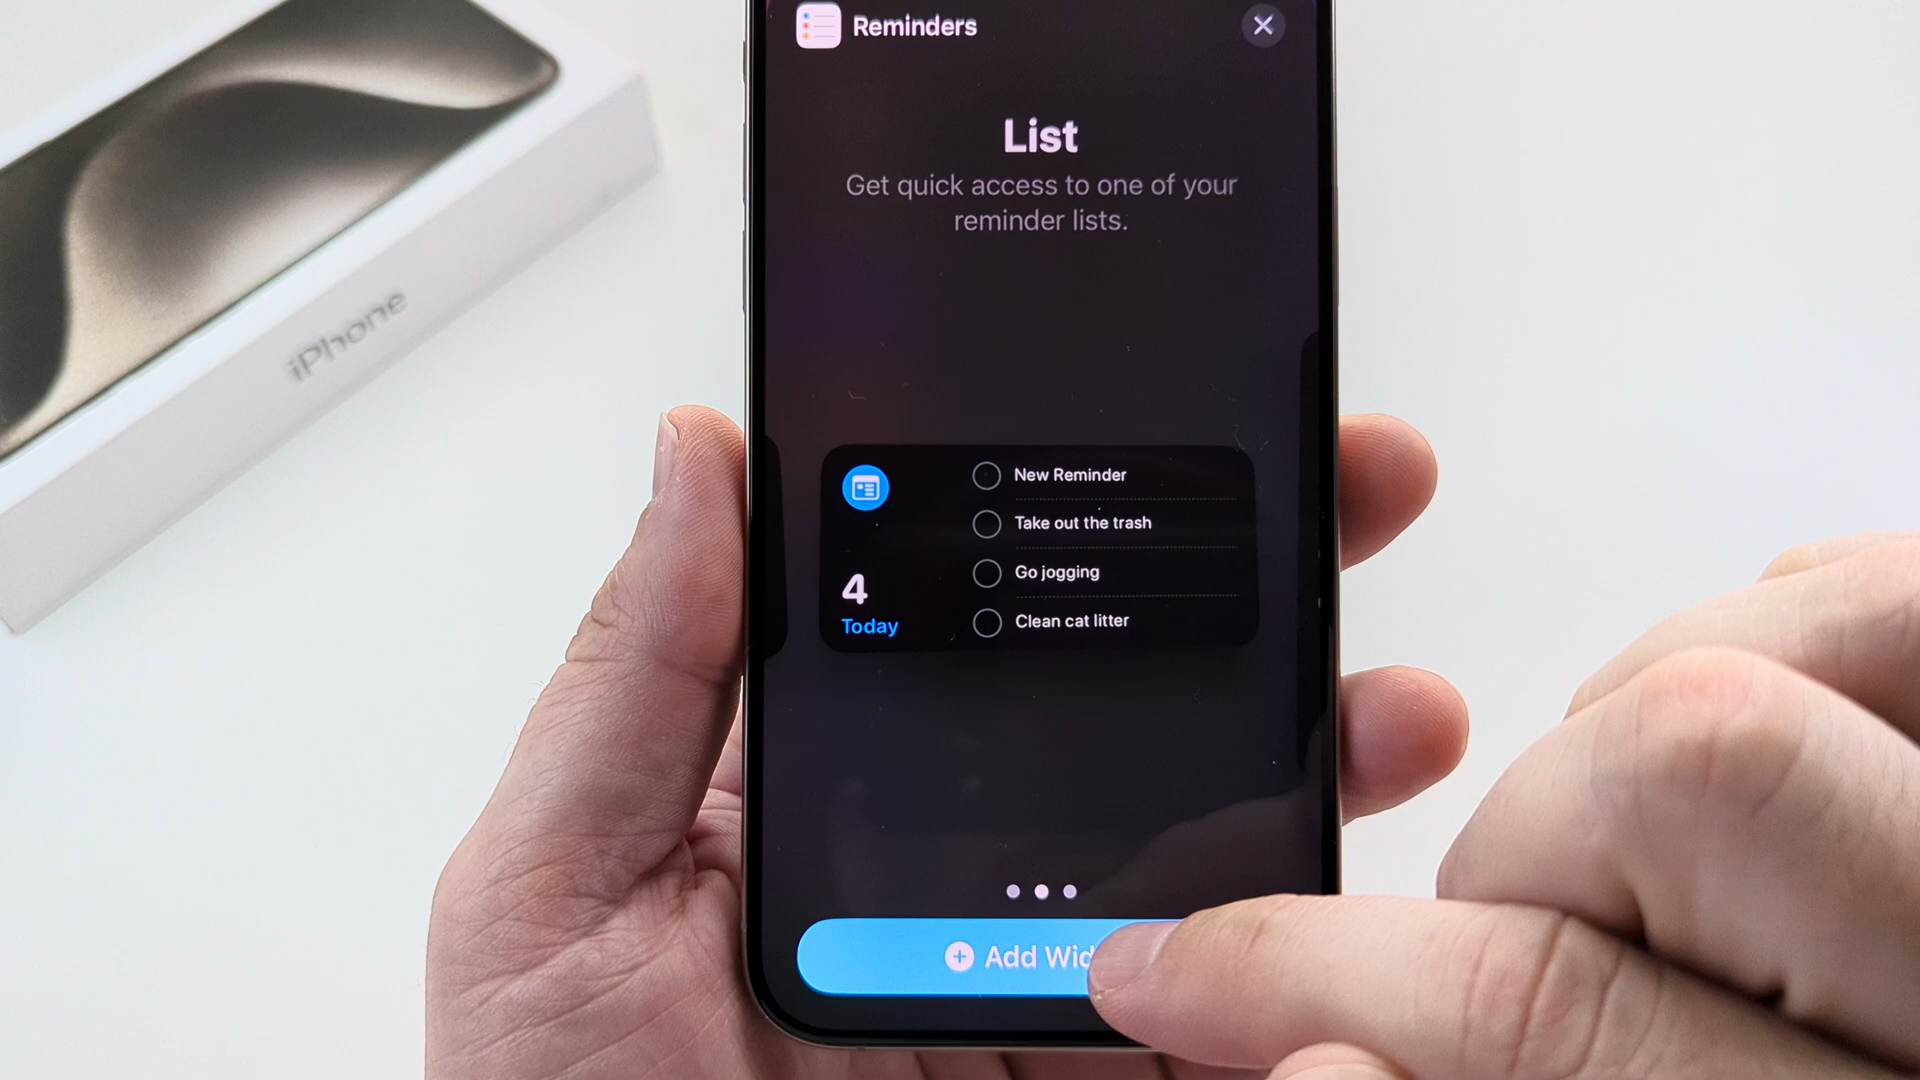 Reminders
List
Get quick access to one of your
reminder lists.
iPhone
New Reminder
Take out the trash
Go jogging
Clean cat litter
4
Today
Add